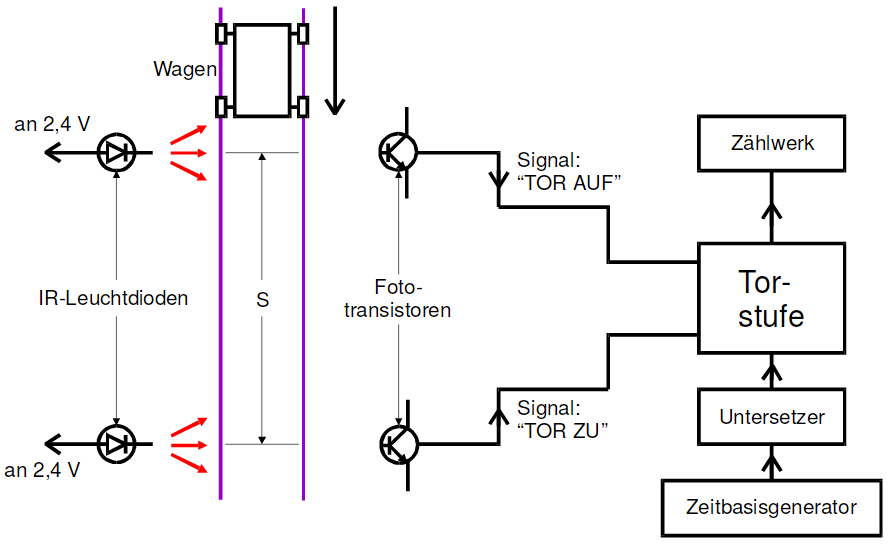 Wagen
an 2,4 V
Signal:
“TOR AUF”
Zählwerk
IR-Leuchtdioden
S
Foto-
transistoren
Tor-
stufe
Signal:
“TOR ZU”
Untersetzer
an 2,4 V
Zeitbasisgenerator